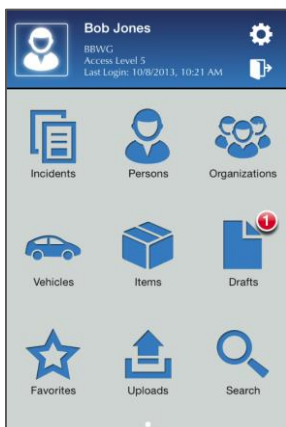 Bob Jones
BBWG
Access Level 5
Last Login: 10/8/2013, 10:21 AM
Incidents Persons Organizations
1
Vehicles Items Drafts
Favorites Uploads Search